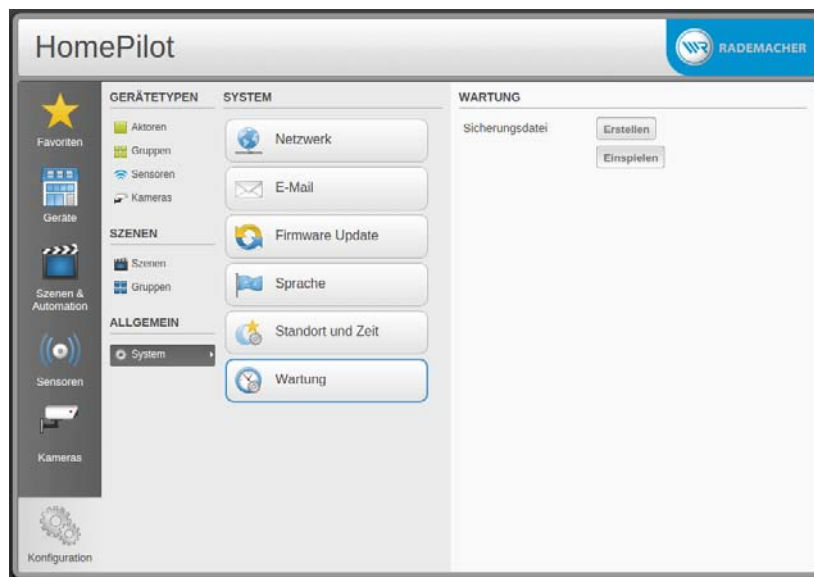 HomePilot
RADEMACHER
Favoriten
Geräte
Szenen &
Automation
Sensoren
Kameras
Konfiguration
GERÄTETYPEN
Aktoren
Gruppen
Sensoren
Kameras
SZENEN
Szenen
Gruppen
ALLGEMEIN
System
SYSTEM
Netzwerk
E-Mail
Firmware Update
Sprache
Standort und Zeit
Wartung
WARTUNG
Sicherungsdatei
Erstellen
Einspielen